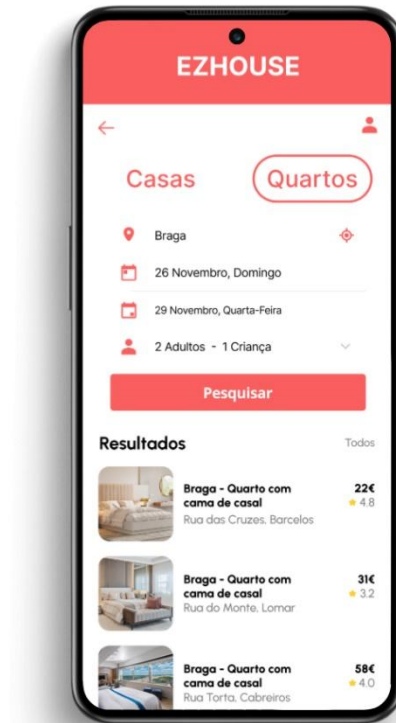 EZHOUSE
Casas Quartos
Braga
26 Novembro, Domingo
29 Novembro, Quarta-Feira
2 Adultos - 1 Criança
Pesquisar
Resultados Todos
Braga - Quarto com 22€
cama de casal 4.8
Rua das Cruzes, Barcelos
Braga - Quarto com 31€
cama de casal 3.2
Rua do Monte, Lomar
Braga - Quarto com 58€
cama de casal 4.0
Rua Torta, Cabreiros